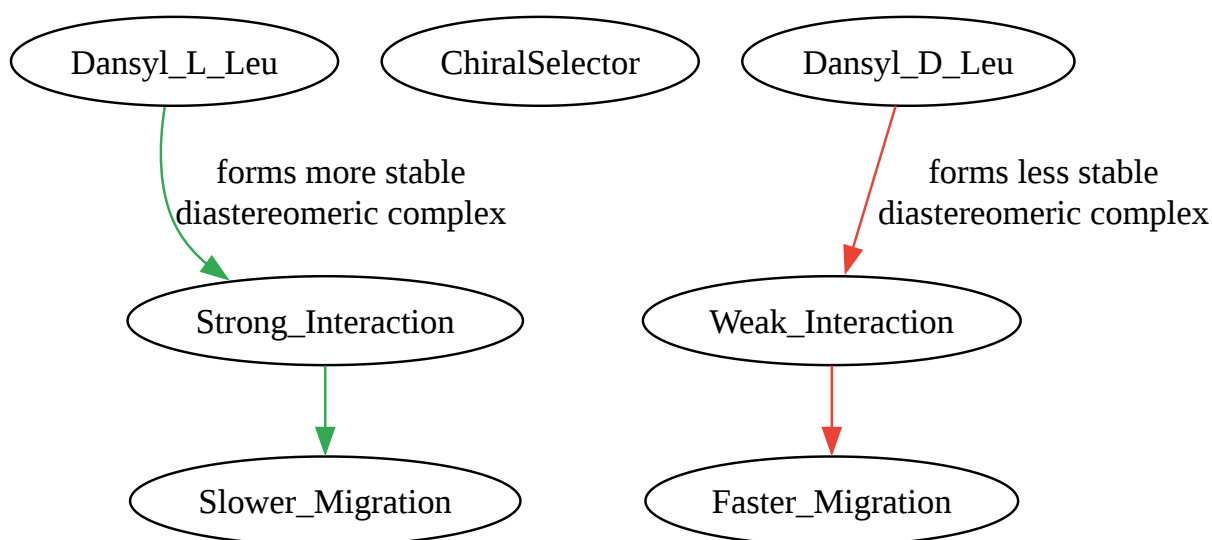 Dansyl_L_Leu
ChiralSelector
Dansyl_D_Leu
forms more stable
diastereomeric complex
forms less stable
diastereomeric complex
Strong_Interaction
Weak_Interaction
Slower_Migration
Faster_Migration